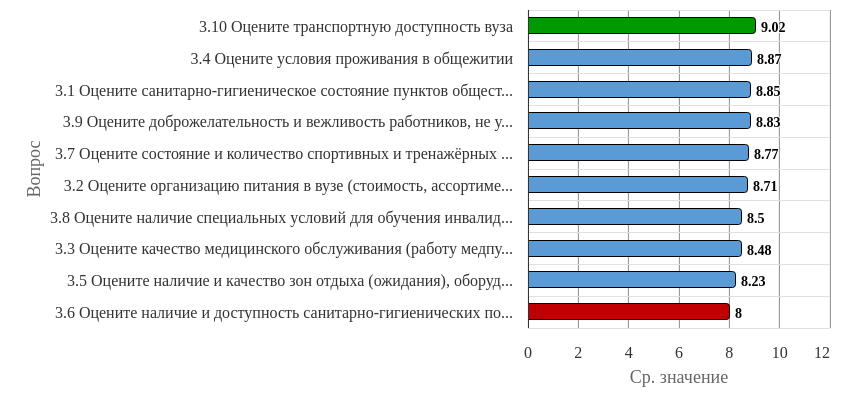 3.10 Оцените транспортную доступность вуза 9.02
3.4 Оцените условия проживания в общежитии 8.87
3.1 Оцените санитарно-гигиеническое состояние пунктов общест... 8.85
3.9 Оцените доброжелательность и вежливость работников, не у... 8.83
3.7 Оцените состояние и количество спортивных и тренажёрных ... 8.77
3.2 Оцените организацию питания в вузе (стоимость, ассортиме... 8.71
3.8 Оцените наличие специальных условий для обучения инвалид... 8.5
3.3 Оцените качество медицинского обслуживания (работу медпу... 8.48
3.5 Оцените наличие и качество зон отдыха (ожидания), оборуд... 8.23
3.6 Оцените наличие и доступность санитарно-гигиенических по... 8
Вопрос
0 2 4 6 8 10 12
Ср. значение